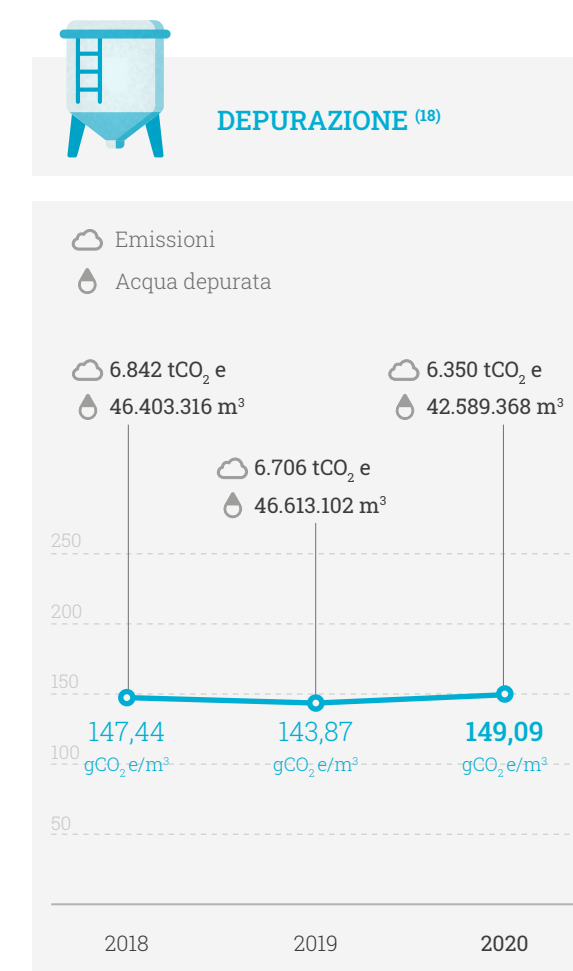 DEPURAZIONE (18)
Emissioni
Acqua depurata
6.842 tCO₂ e
46.403.316 m³
6.350 tCO₂ e
42.589.368 m³
6.706 tCO₂ e
46.613.102 m³
250
200
150
147,44
143,87
149,09
100
gCO₂ e/m³
gCO₂ e/m³
gCO₂ e/m³
50
2018
2019
2020